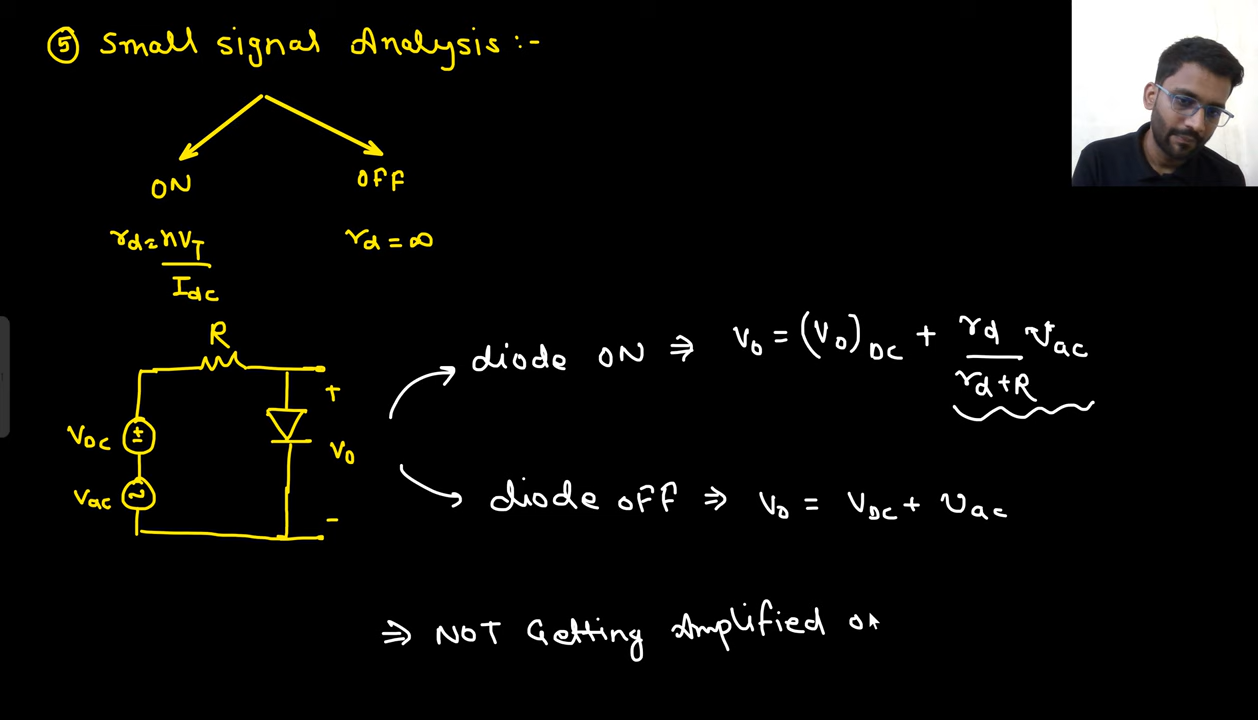 ⑤ Small signal Analysis :-
ON OFF
rd = nVT / Idc
rd = ∞
R
+
VDC ±
Vac ~
V0
-
diode ON ⇒ V0 = (V0)DC + rd / (rd+R) vac
diode OFF ⇒ V0 = VDC + vac
⇒ NOT Getting Amplified